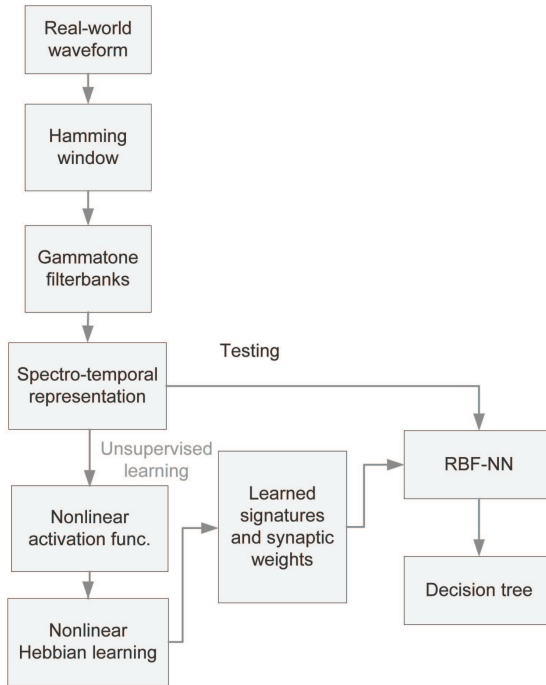 Real-world
waveform
Hamming
window
Gammatone
filterbanks
Spectro-temporal
representation
Testing
Unsupervised
learning
Nonlinear
activation func.
Nonlinear
Hebbian learning
Learned
signatures
and synaptic
weights
RBF-NN
Decision tree